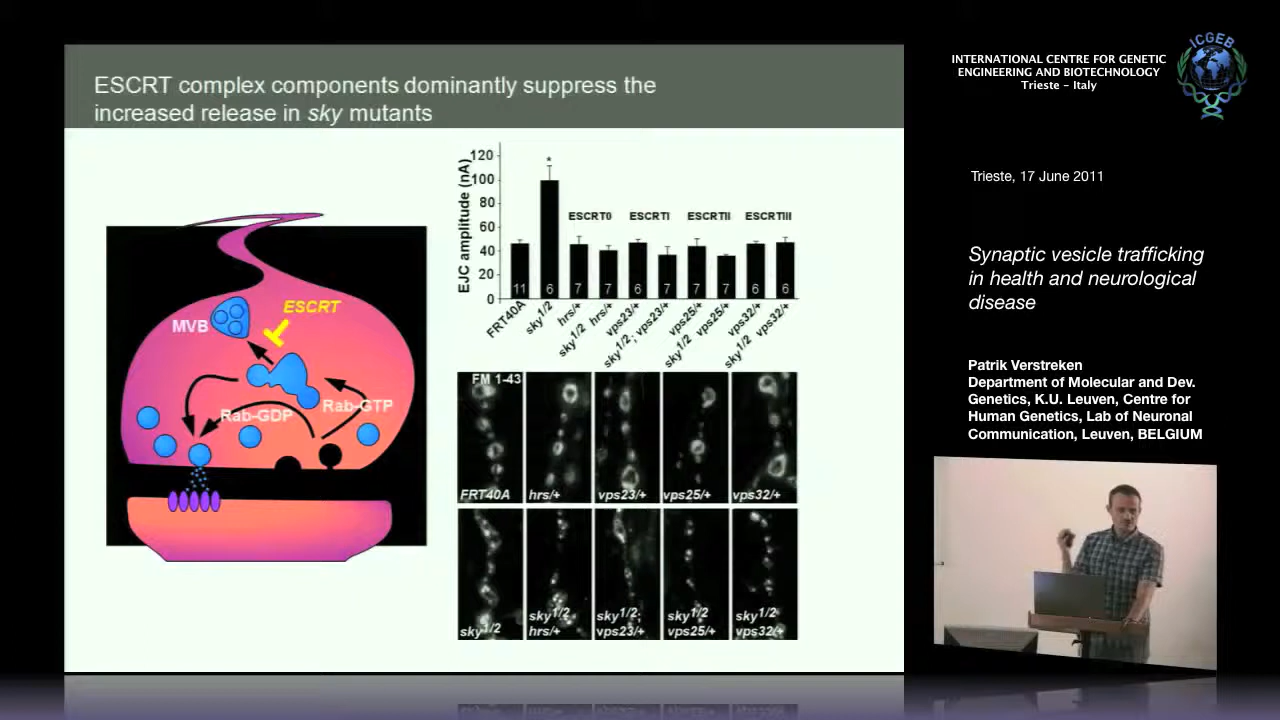 ESCRT complex components dominantly suppress the
increased release in sky mutants
MVB
ESCRT
Rab-GDP
Rab-GTP
EJC amplitude (nA)
120
100
80
60
40
20
0
*
ESCRT0 ESCRTI ESCRTII ESCRTIII
11 6 7 7 6 7 7 7 6 6
FRT40A
sky1/2
hrs/+
sky1/2 hrs/+
vps23/+
sky1/2; vps23/+
vps25/+
sky1/2 vps25/+
vps32/+
sky1/2 vps32/+
FM 1-43
FRT40A
hrs/+
vps23/+
vps25/+
vps32/+
sky1/2
sky1/2
hrs/+
sky1/2;
vps23/+
sky1/2
vps25/+
sky1/2
vps32/+
INTERNATIONAL CENTRE FOR GENETIC
ENGINEERING AND BIOTECHNOLOGY
Trieste - Italy
ICGEB
Trieste, 17 June 2011
Synaptic vesicle trafficking
in health and neurological
disease
Patrik Verstreken
Department of Molecular and Dev.
Genetics, K.U. Leuven, Centre for
Human Genetics, Lab of Neuronal
Communication, Leuven, BELGIUM